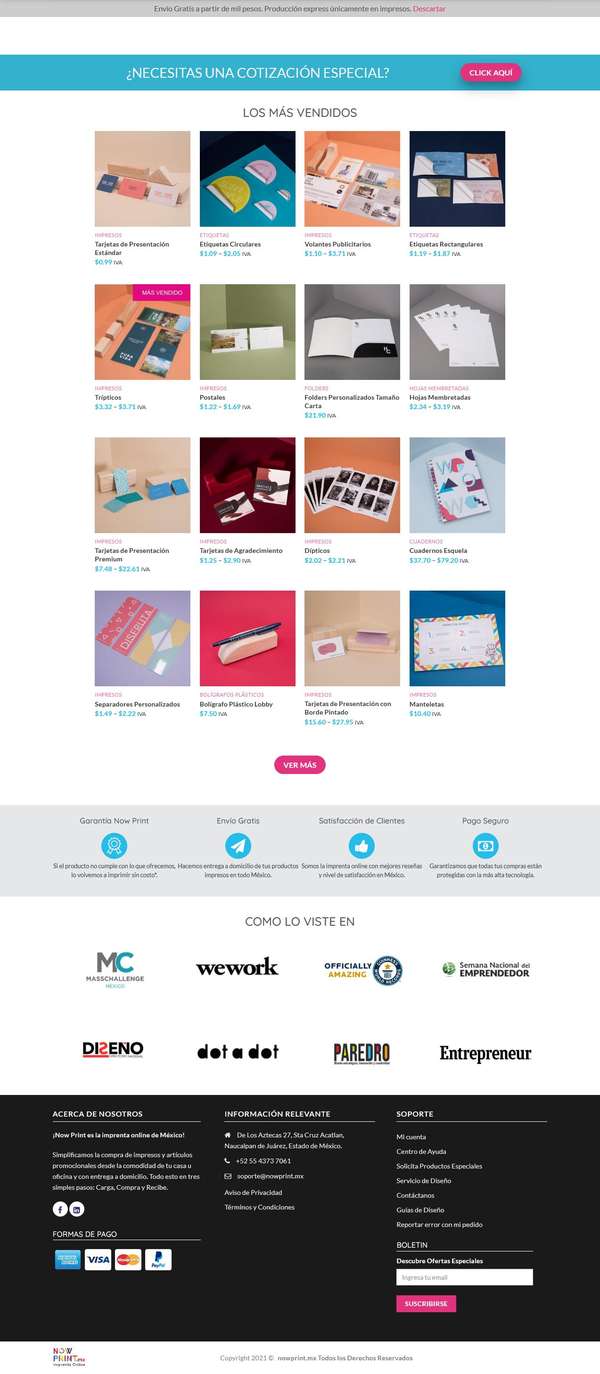 Envío Gratis a partir de mil pesos. Producción express únicamente en impresos. Descartar
¿NECESITAS UNA COTIZACIÓN ESPECIAL?
CLICK AQUÍ
LOS MÁS VENDIDOS
IMPRESOS
Tarjetas de Presentación
Estándar
$0.99 IVA
ETIQUETAS
Etiquetas Circulares
$1.09 – $2.05 IVA
IMPRESOS
Volantes Publicitarios
$1.10 – $3.71 IVA
ETIQUETAS
Etiquetas Rectangulares
$1.19 – $1.87 IVA
MÁS VENDIDO
IMPRESOS
Trípticos
$3.32 – $3.71 IVA
IMPRESOS
Postales
$1.22 – $1.69 IVA
FOLDERS
Folders Personalizados Tamaño
Carta
$21.90 IVA
HOJAS MEMBRETADAS
Hojas Membretadas
$2.34 – $3.19 IVA
IMPRESOS
Tarjetas de Presentación
Premium
$7.48 – $22.61 IVA
IMPRESOS
Tarjetas de Agradecimiento
$1.25 – $2.90 IVA
IMPRESOS
Dípticos
$2.02 – $2.21 IVA
CUADERNOS
Cuadernos Esquela
$37.70 – $79.20 IVA
DISFRUTA
IMPRESOS
Separadores Personalizados
$1.49 – $2.22 IVA
BOLÍGRAFOS PLÁSTICOS
Bolígrafo Plástico Lobby
$7.50 IVA
IMPRESOS
Tarjetas de Presentación con
Borde Pintado
$15.60 – $27.95 IVA
IMPRESOS
Manteletas
$10.40 IVA
VER MÁS
Garantía Now Print
Si el producto no cumple con lo que ofrecemos,
lo volvemos a imprimir sin costo*.
Envío Gratis
Hacemos entrega a domicilio de tus productos
impresos en todo México.
Satisfacción de Clientes
Somos la imprenta online con mejores reseñas
y nivel de satisfacción en México.
Pago Seguro
Garantizamos que todas tus compras están
protegidas con la más alta tecnología.
COMO LO VISTE EN
MC
MASSCHALLENGE
MÉXICO
wework
OFFICIALLY
AMAZING
Semana Nacional del
EMPRENDEDOR
DISENO
dot a dot
PAREDRO
Entrepreneur
ACERCA DE NOSOTROS
¡Now Print es la imprenta online de México!
Simplificamos la compra de impresos y artículos
promocionales desde la comodidad de tu casa u
oficina y con entrega a domicilio. Todo esto en tres
simples pasos: Carga, Compra y Recibe.
FORMAS DE PAGO
VISA
MasterCard
PayPal
INFORMACIÓN RELEVANTE
De Los Aztecas 27, Sta Cruz Acatlan,
Naucalpan de Juárez, Estado de México.
+52 55 4373 7061
soporte@nowprint.mx
Aviso de Privacidad
Términos y Condiciones
SOPORTE
Mi cuenta
Centro de Ayuda
Solicita Productos Especiales
Servicio de Diseño
Contáctanos
Guías de Diseño
Reportar error con mi pedido
BOLETIN
Descubre Ofertas Especiales
Ingresa tu email
SUSCRIBIRSE
NOW
PRINT.mx
Imprenta Online
Copyright 2021 © nowprint.mx Todos los Derechos Reservados